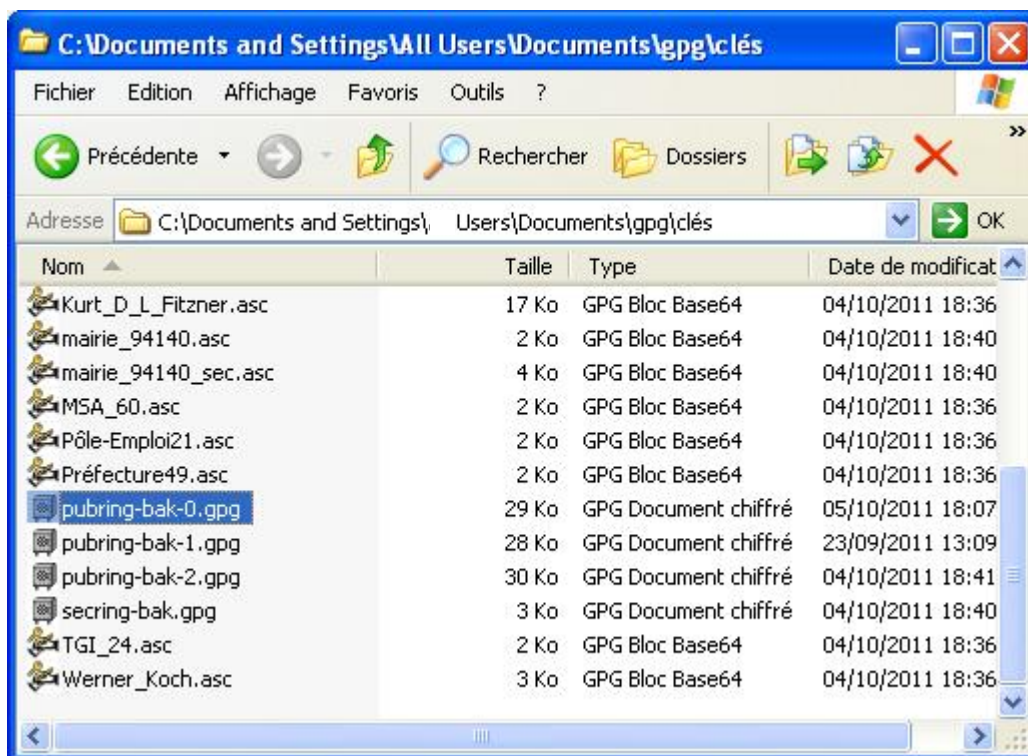 C:\Documents and Settings\All Users\Documents\gpg\clés
Fichier Edition Affichage Favoris Outils ?
Précédente Rechercher Dossiers »
Adresse C:\Documents and Settings\, Users\Documents\gpg\clés OK
Nom Taille Type Date de modificat
Kurt_D_L_Fitzner.asc 17 Ko GPG Bloc Base64 04/10/2011 18:36
mairie_94140.asc 2 Ko GPG Bloc Base64 04/10/2011 18:40
mairie_94140_sec.asc 4 Ko GPG Bloc Base64 04/10/2011 18:40
MSA_60.asc 2 Ko GPG Bloc Base64 04/10/2011 18:36
Pôle-Emploi21.asc 2 Ko GPG Bloc Base64 04/10/2011 18:36
Préfecture49.asc 2 Ko GPG Bloc Base64 04/10/2011 18:36
pubring-bak-0.gpg 29 Ko GPG Document chiffré 05/10/2011 18:07
pubring-bak-1.gpg 28 Ko GPG Document chiffré 23/09/2011 13:09
pubring-bak-2.gpg 30 Ko GPG Document chiffré 04/10/2011 18:41
secring-bak.gpg 3 Ko GPG Document chiffré 04/10/2011 18:40
TGI_24.asc 2 Ko GPG Bloc Base64 04/10/2011 18:36
Werner_Koch.asc 3 Ko GPG Bloc Base64 04/10/2011 18:36